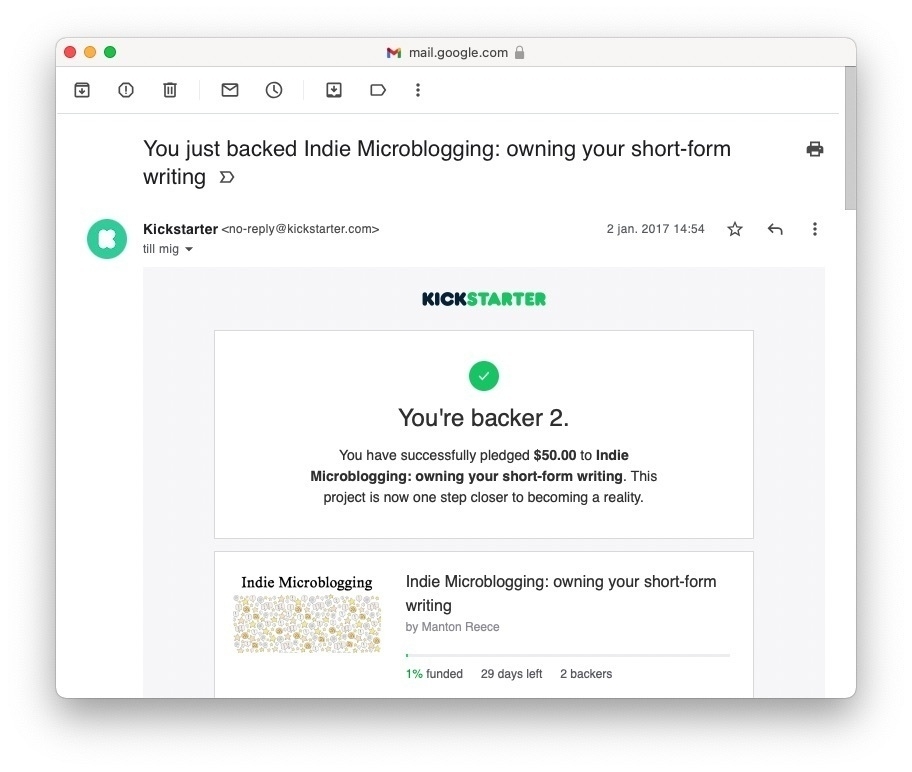 mail.google.com
You just backed Indie Microblogging: owning your short-form
writing
Kickstarter <no-reply@kickstarter.com>
2 jan. 2017 14:54
till mig
KICKSTARTER
You're backer 2.
You have successfully pledged $50.00 to Indie
Microblogging: owning your short-form writing. This
project is now one step closer to becoming a reality.
Indie Microblogging
Indie Microblogging: owning your short-form
writing
by Manton Reece
1% funded 29 days left 2 backers